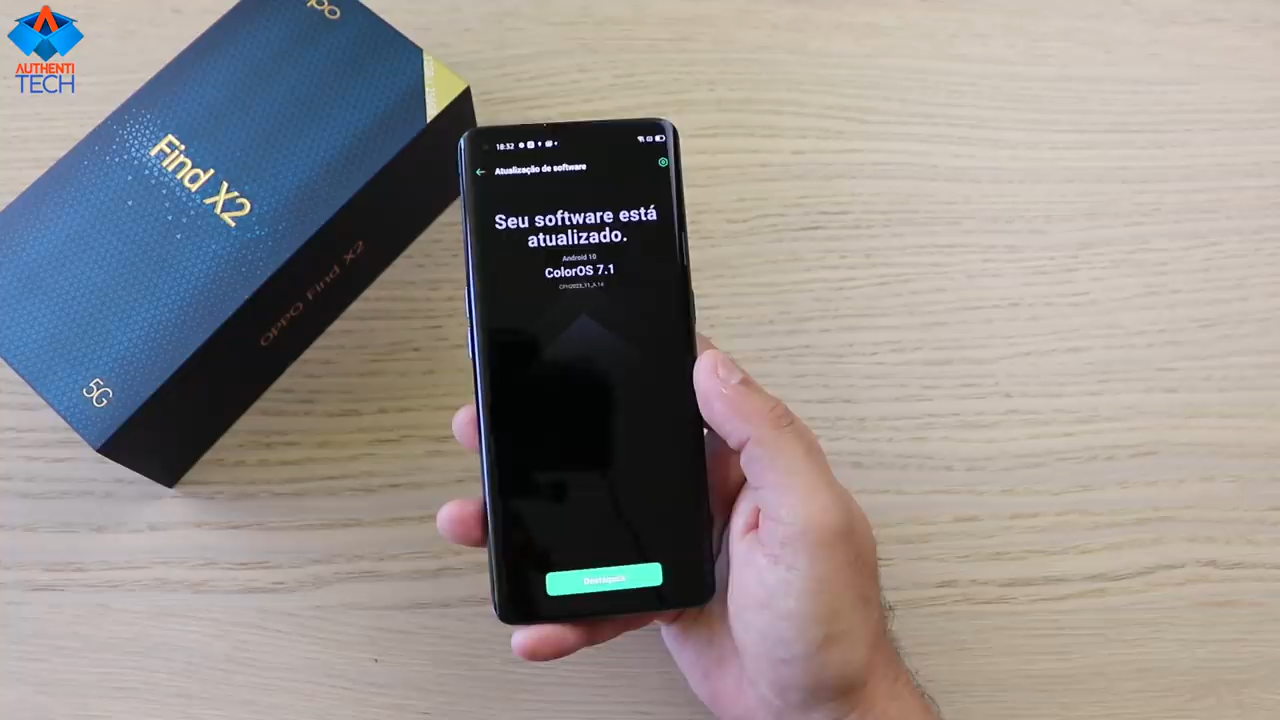 AUTHENTI
TECH
Find X2
OPPO Find X2
5G
18:32
Atualização de software
Seu software está
atualizado.
Android 10
ColorOS 7.1
Destaques